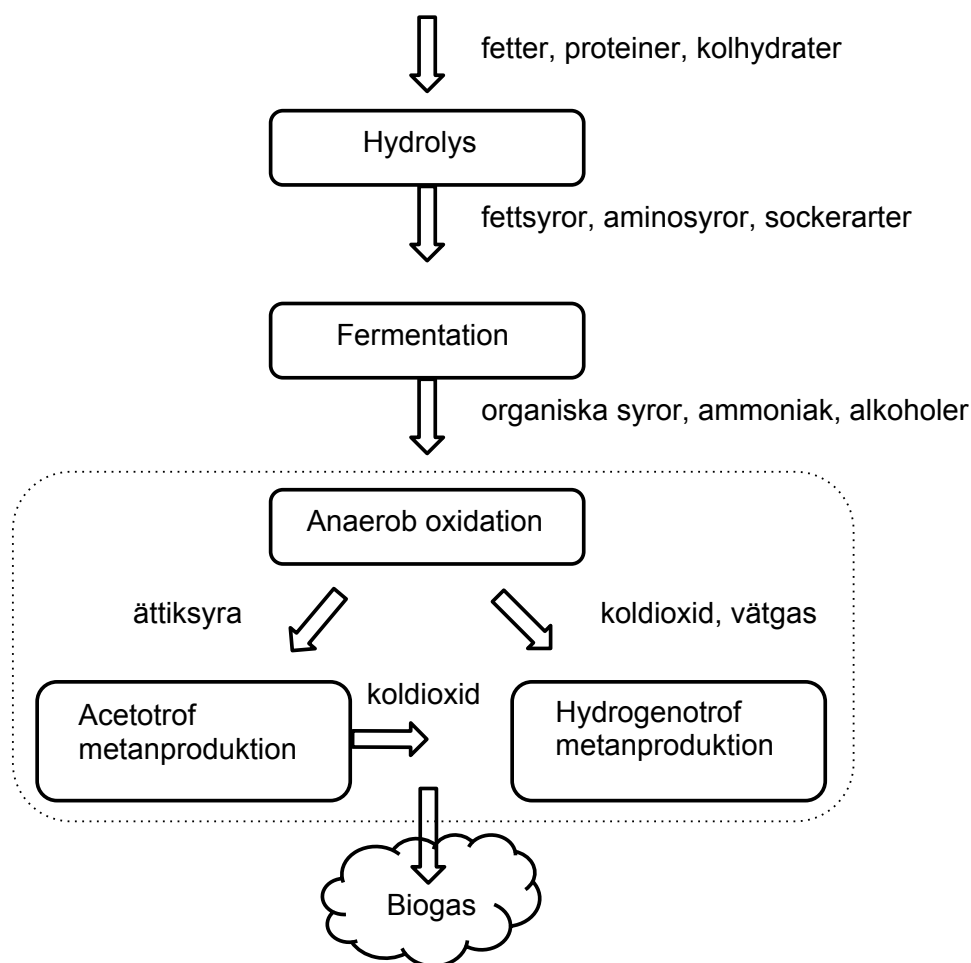 fetter, proteiner, kolhydrater
Hydrolys
fettsyror, aminosyror, sockerarter
Fermentation
organiska syror, ammoniak, alkoholer
Anaerob oxidation
ättiksyra
koldioxid, vätgas
koldioxid
Acetotrof
metanproduktion
Hydrogenotrof
metanproduktion
Biogas